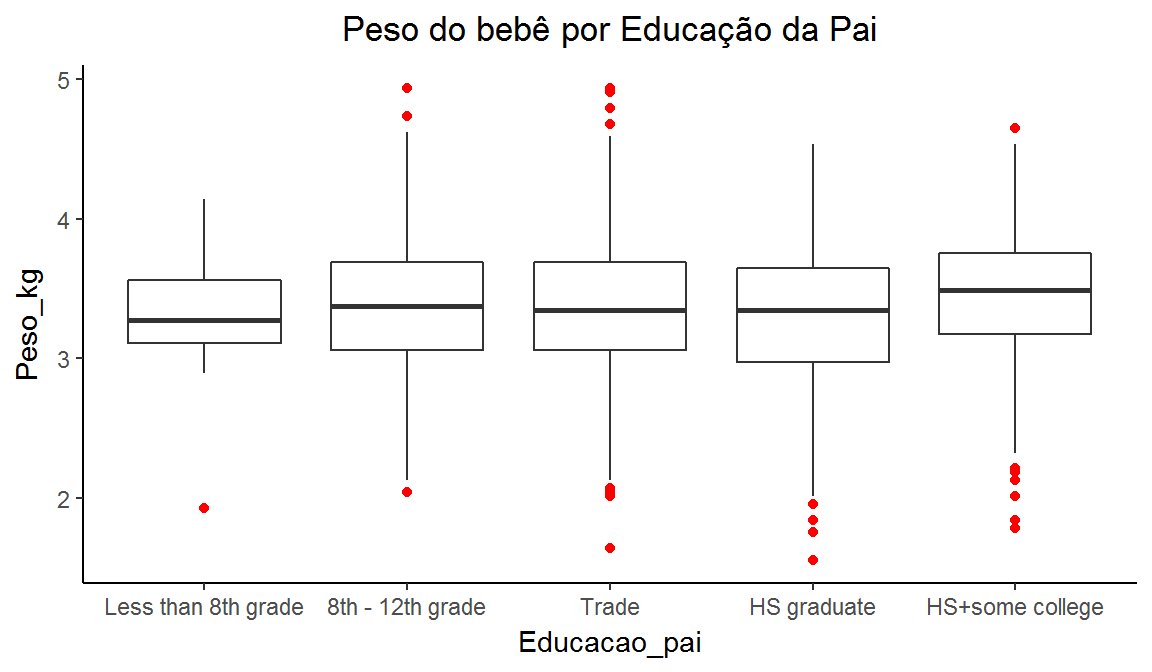 Peso do bebê por Educação da Pai
Peso_kg
5
4
3
2
Less than 8th grade
8th - 12th grade
Trade
HS graduate
HS+some college
Educacao_pai